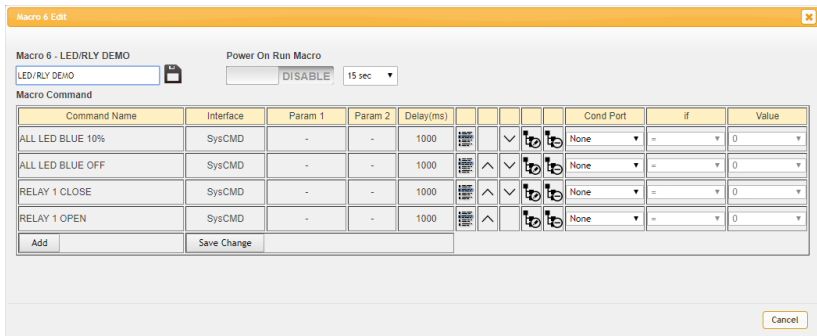 Macro 6 Edit
Macro 6 - LED/RLY DEMO Power On Run Macro
LED/RLY DEMO DISABLE 15 sec
Macro Command
Command Name Interface Param 1 Param 2 Delay(ms) Cond Port if Value
ALL LED BLUE 10% SysCMD - - 1000 None = 0
ALL LED BLUE OFF SysCMD - - 1000 None = 0
RELAY 1 CLOSE SysCMD - - 1000 None = 0
RELAY 1 OPEN SysCMD - - 1000 None = 0
Add Save Change
Cancel